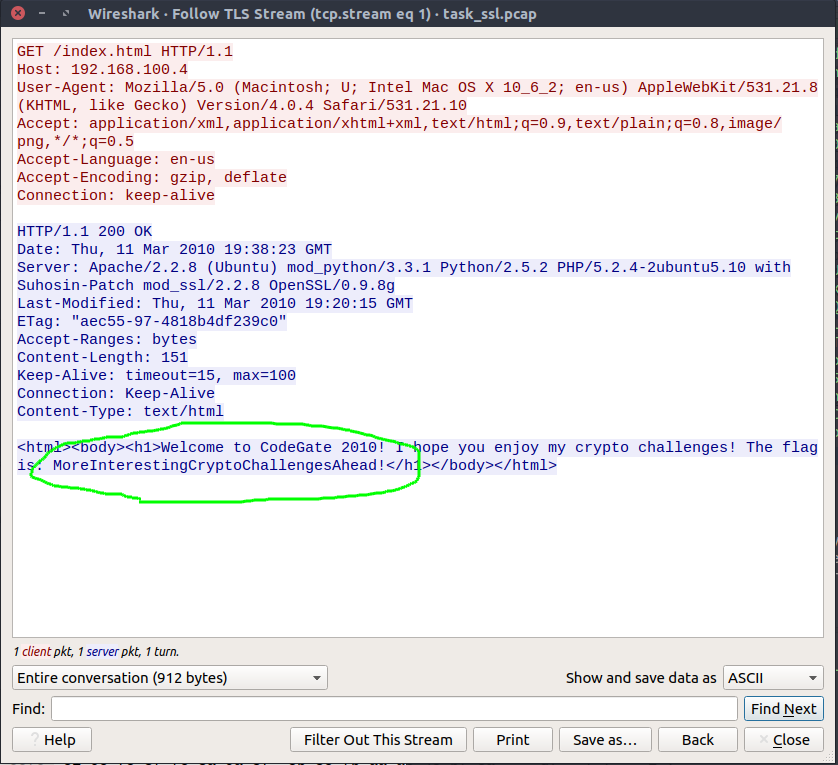 Wireshark · Follow TLS Stream (tcp.stream eq 1) · task_ssl.pcap
GET /index.html HTTP/1.1
Host: 192.168.100.4
User-Agent: Mozilla/5.0 (Macintosh; U; Intel Mac OS X 10_6_2; en-us) AppleWebKit/531.21.8
(KHTML, like Gecko) Version/4.0.4 Safari/531.21.10
Accept: application/xml,application/xhtml+xml,text/html;q=0.9,text/plain;q=0.8,image/
png,*/*;q=0.5
Accept-Language: en-us
Accept-Encoding: gzip, deflate
Connection: keep-alive
HTTP/1.1 200 OK
Date: Thu, 11 Mar 2010 19:38:23 GMT
Server: Apache/2.2.8 (Ubuntu) mod_python/3.3.1 Python/2.5.2 PHP/5.2.4-2ubuntu5.10 with
Suhosin-Patch mod_ssl/2.2.8 OpenSSL/0.9.8g
Last-Modified: Thu, 11 Mar 2010 19:20:15 GMT
ETag: "aec55-97-4818b4df239c0"
Accept-Ranges: bytes
Content-Length: 151
Keep-Alive: timeout=15, max=100
Connection: Keep-Alive
Content-Type: text/html
<html><body><h1>Welcome to CodeGate 2010! I hope you enjoy my crypto challenges! The flag
is: MoreInterestingCryptoChallengesAhead!</h1></body></html>
1 client pkt, 1 server pkt, 1 turn.
Entire conversation (912 bytes) Show and save data as ASCII
Find: Find Next
Help Filter Out This Stream Print Save as... Back Close